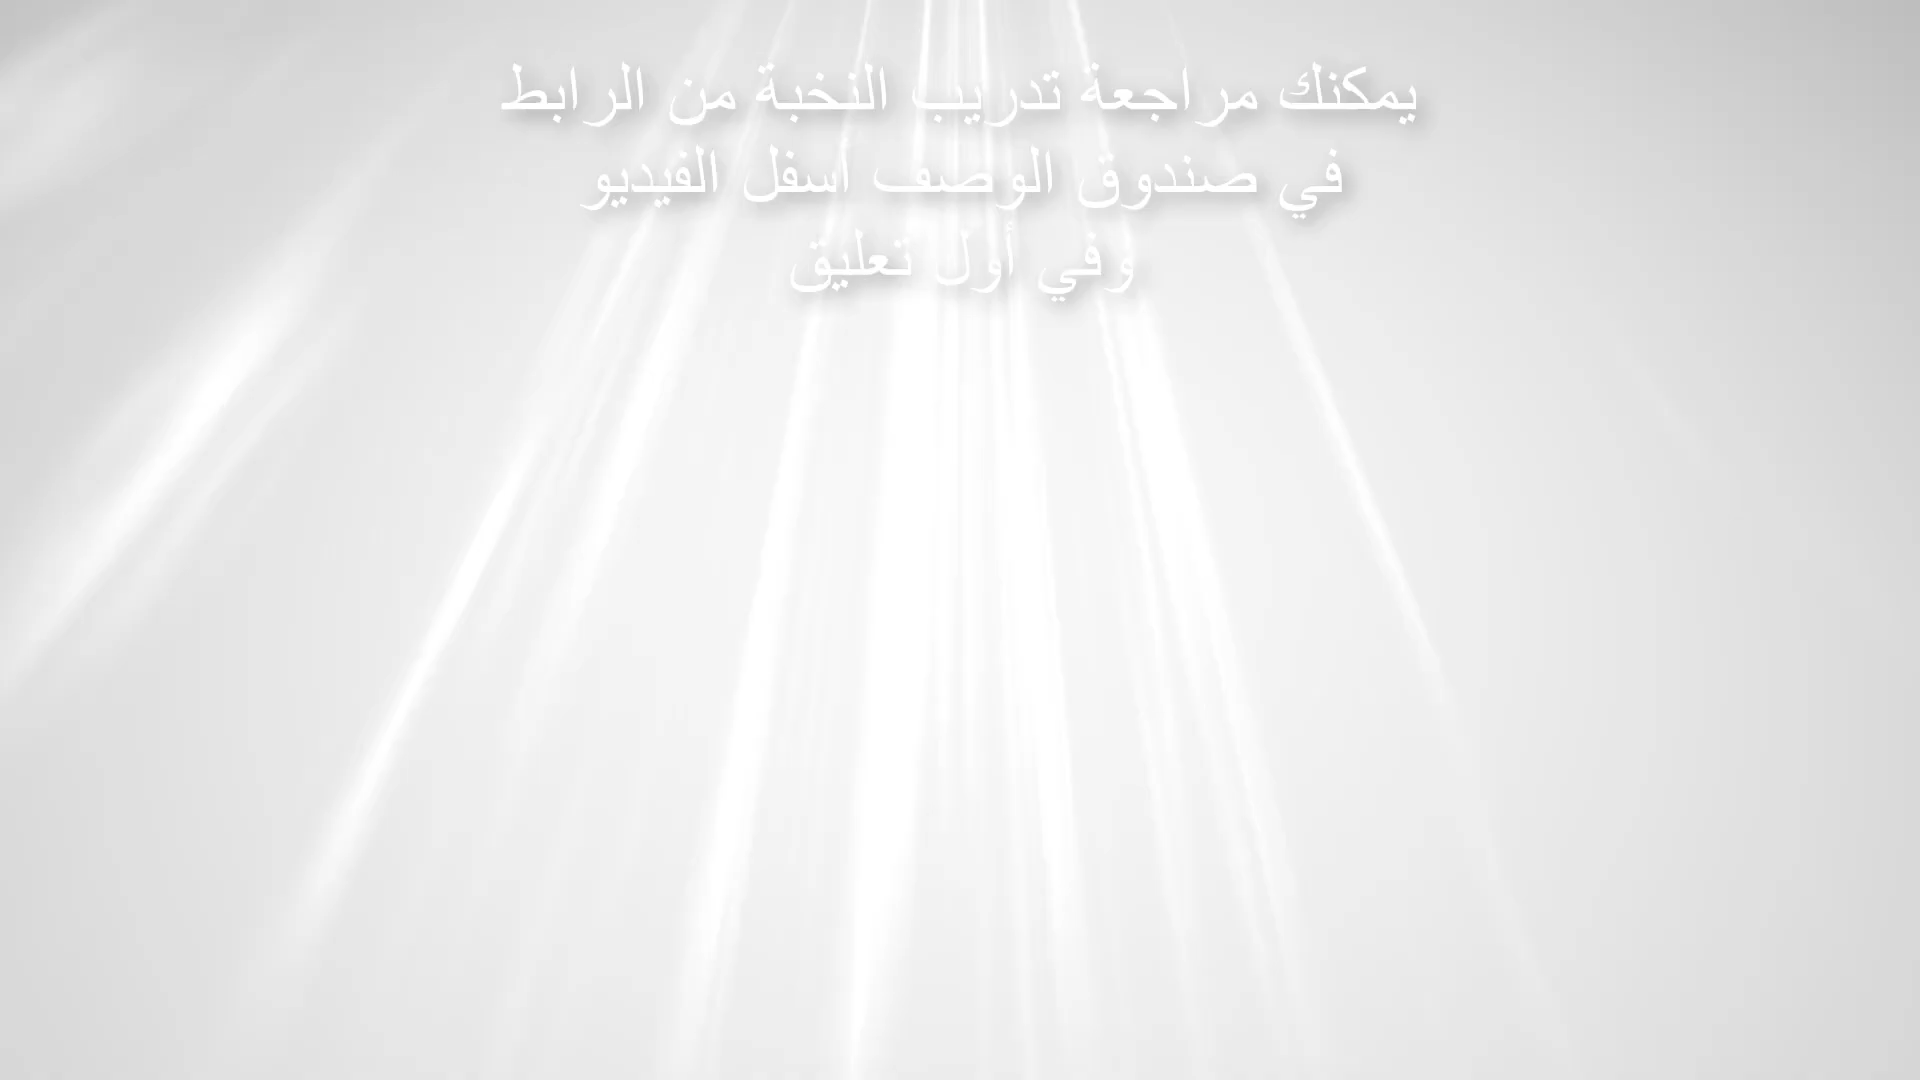 يمكنك مراجعة تدريب النخبة من الرابط
في صندوق الوصف أسفل الفيديو
وفي أول تعليق